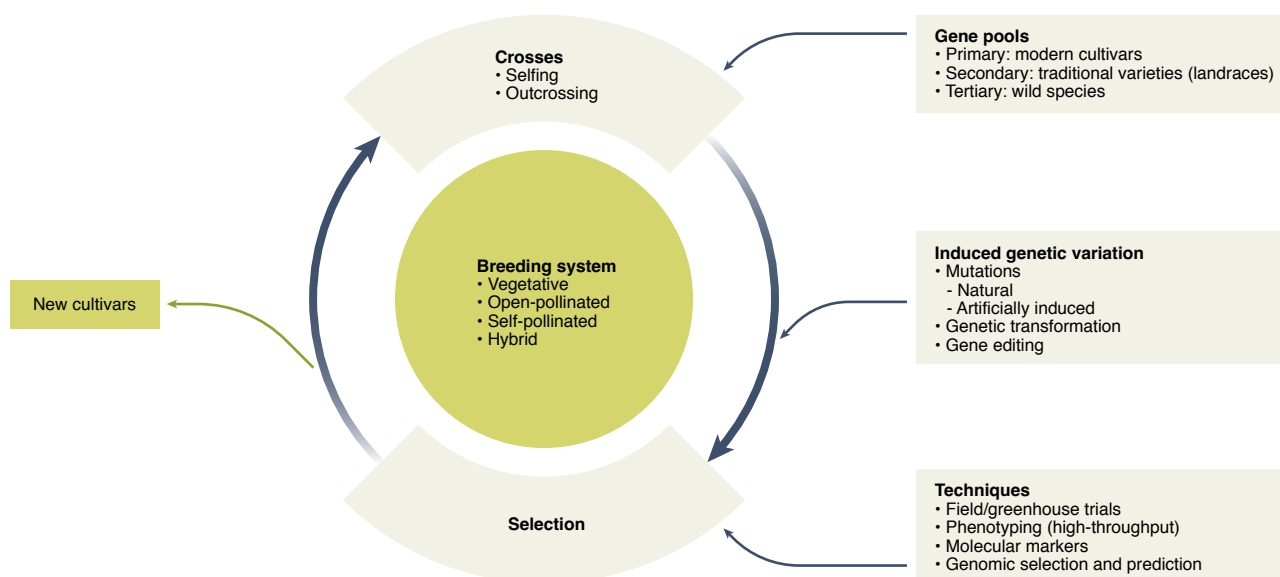 Crosses
• Selfing
• Outcrossing
Gene pools
• Primary: modern cultivars
• Secondary: traditional varieties (landraces)
• Tertiary: wild species
Breeding system
• Vegetative
• Open-pollinated
• Self-pollinated
• Hybrid
New cultivars
Induced genetic variation
• Mutations
- Natural
- Artificially induced
• Genetic transformation
• Gene editing
Selection
Techniques
• Field/greenhouse trials
• Phenotyping (high-throughput)
• Molecular markers
• Genomic selection and prediction